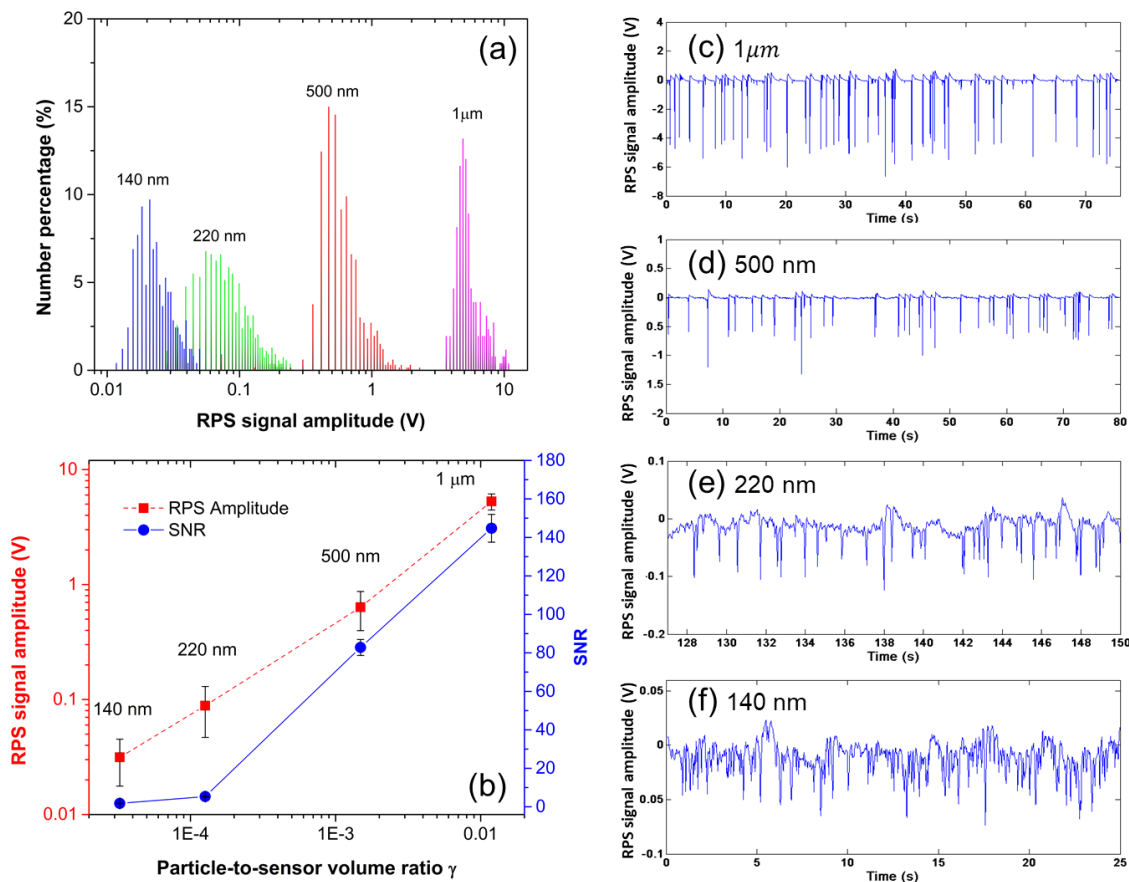 (a)
20
15
10
5
0
Number percentage (%)
140 nm
220 nm
500 nm
1μm
0.01 0.1 1 10
RPS signal amplitude (V)
(b)
10
1
0.1
0.01
RPS signal amplitude (V)
RPS Amplitude
SNR
140 nm
220 nm
500 nm
1 μm
180
160
140
120
100
80
60
40
20
0
SNR
1E-4 1E-3 0.01
Particle-to-sensor volume ratio γ
(c) 1μm
4
2
0
-2
-4
-6
-8
RPS signal amplitude (V)
0 10 20 30 40 50 60 70
Time (s)
(d) 500 nm
1
0.5
0
0.5
-1
1.5
-2
RPS signal amplitude (V)
0 10 20 30 40 50 60 70 80
Time (s)
(e) 220 nm
0.1
0
-0.1
-0.2
RPS signal amplitude (V)
128 130 132 134 136 138 140 142 144 146 148 150
Time (s)
(f) 140 nm
0.05
0
0.05
-0.1
RPS signal amplitude (V)
0 5 10 15 20 25
Time (s)